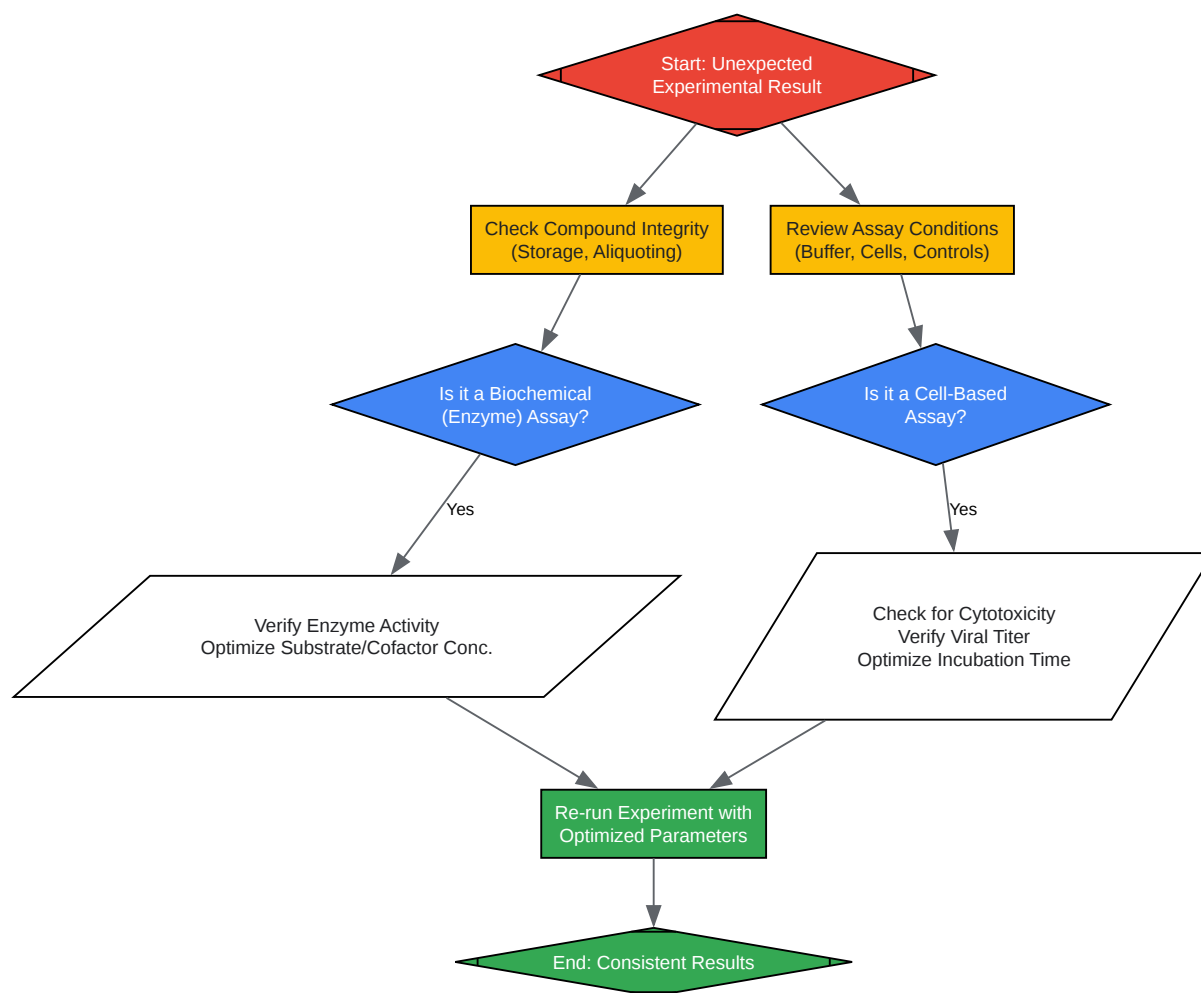 Start: Unexpected
Experimental Result
Check Compound Integrity
(Storage, Aliquoting)
Review Assay Conditions
(Buffer, Cells, Controls)
Is it a Biochemical
(Enzyme) Assay?
Is it a Cell-Based
Assay?
Yes
Yes
Verify Enzyme Activity
Optimize Substrate/Cofactor Conc.
Check for Cytotoxicity
Verify Viral Titer
Optimize Incubation Time
Re-run Experiment with
Optimized Parameters
End: Consistent Results